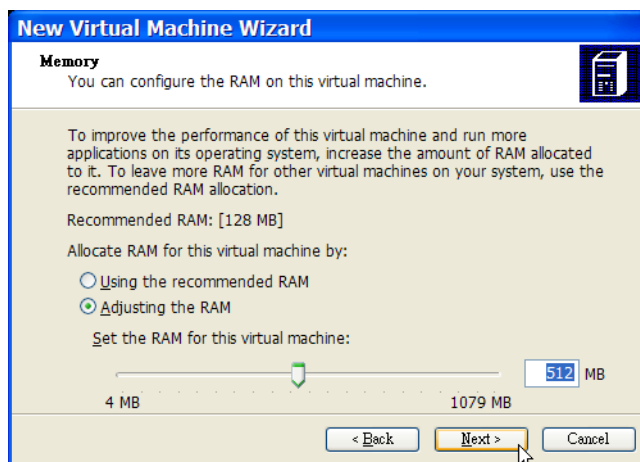 New Virtual Machine Wizard
Memory
You can configure the RAM on this virtual machine.
To improve the performance of this virtual machine and run more
applications on its operating system, increase the amount of RAM allocated
to it. To leave more RAM for other virtual machines on your system, use the
recommended RAM allocation.
Recommended RAM: [128 MB]
Allocate RAM for this virtual machine by:
Using the recommended RAM
Adjusting the RAM
Set the RAM for this virtual machine:
512 MB
4 MB 1079 MB
< Back Next > Cancel